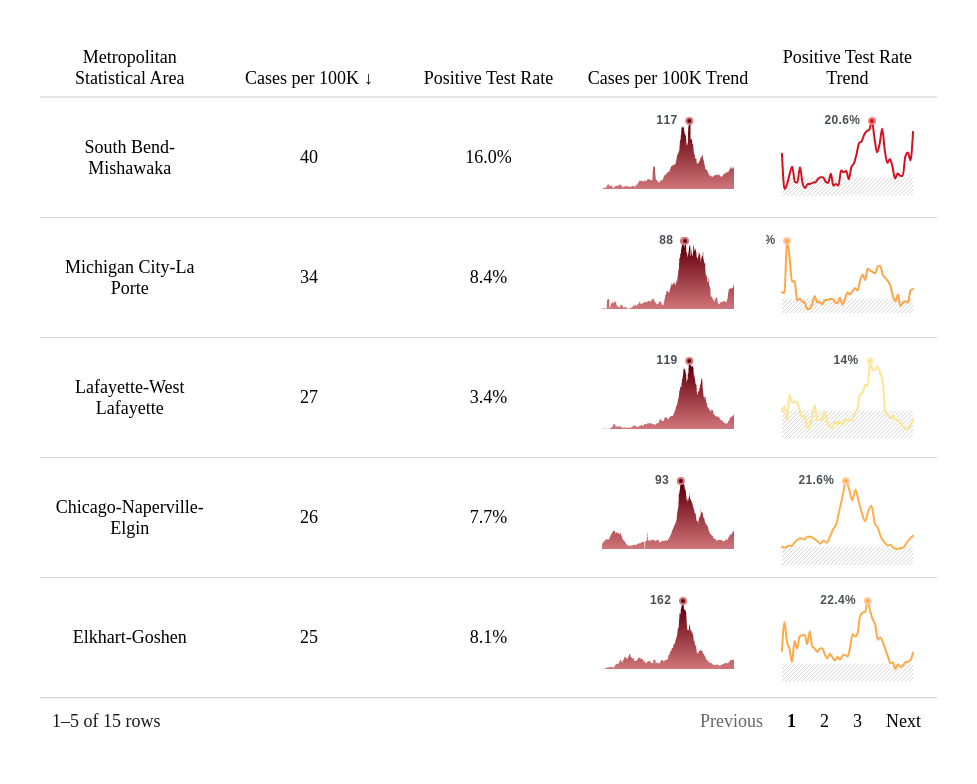 Metropolitan
Statistical Area
Cases per 100K ↓
Positive Test Rate
Cases per 100K Trend
Positive Test Rate
Trend
South Bend-
Mishawaka
40
16.0%
117
20.6%
Michigan City-La
Porte
34
8.4%
88
%
Lafayette-West
Lafayette
27
3.4%
119
14%
Chicago-Naperville-
Elgin
26
7.7%
93
21.6%
Elkhart-Goshen
25
8.1%
162
22.4%
1–5 of 15 rows
Previous 1 2 3 Next